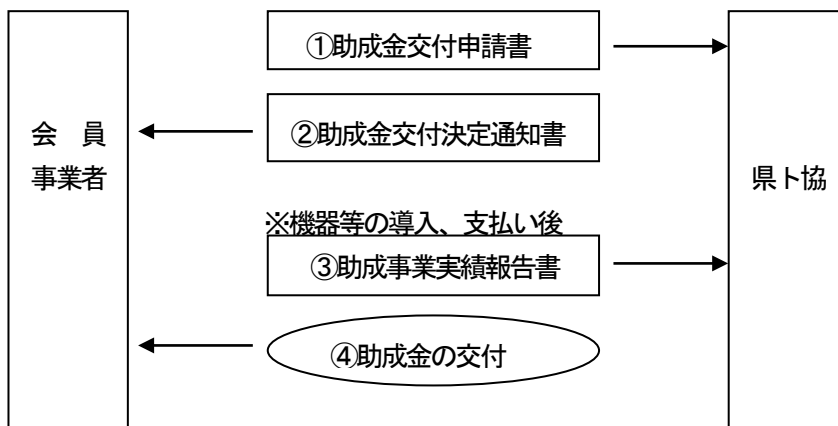 ①助成金交付申請書
②助成金交付決定通知書
会　員
事業者
県ト協
※機器等の導入、支払い後
③助成事業実績報告書
④助成金の交付